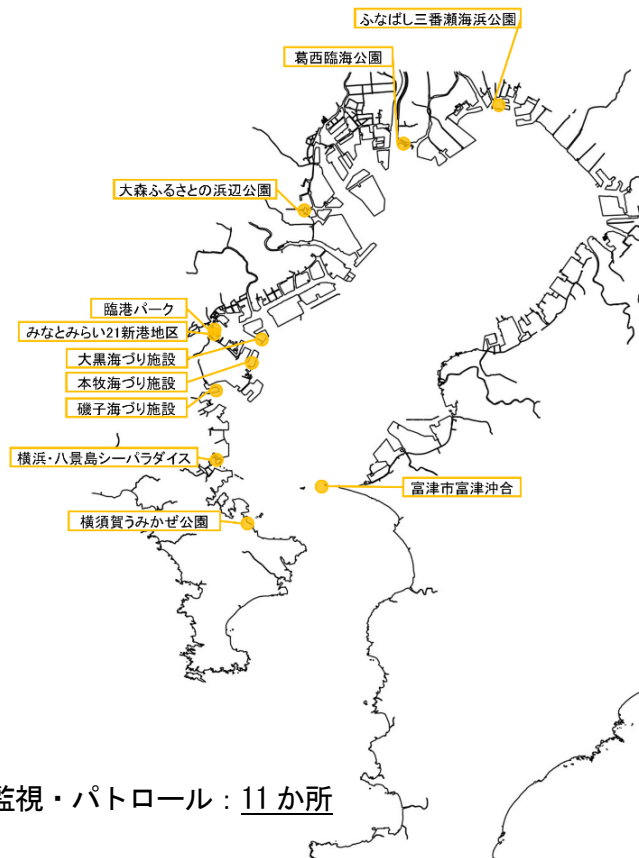 ふなばし三番瀬海浜公園
葛西臨海公園
大森ふるさとの浜辺公園
臨港パーク
みなとみらい21新港地区
大黒海づり施設
本牧海づり施設
磯子海づり施設
横浜・八景島シーパラダイス
富津市富津沖合
横須賀うみかぜ公園
監視・パトロール：11か所